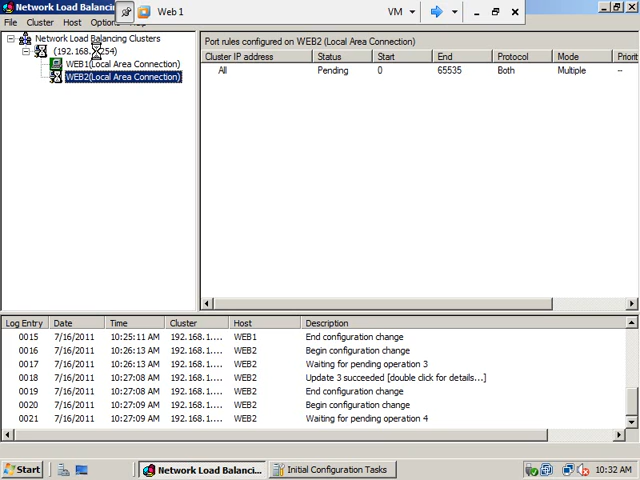 Network Load Balancing
Web 1
VM
File Cluster Host Options
Network Load Balancing Clusters
(192.168. 254)
WEB1(Local Area Connection)
WEB2(Local Area Connection)
Port rules configured on WEB2 (Local Area Connection)
Cluster IP address Status Start End Protocol Mode Priorit
All Pending 0 65535 Both Multiple --
Log Entry Date Time Cluster Host Description
0015 7/16/2011 10:25:11 AM 192.168.1.... WEB1 End configuration change
0016 7/16/2011 10:26:13 AM 192.168.1.... WEB2 Begin configuration change
0017 7/16/2011 10:26:13 AM 192.168.1.... WEB2 Waiting for pending operation 3
0018 7/16/2011 10:27:08 AM 192.168.1.... WEB2 Update 3 succeeded [double click for details...]
0019 7/16/2011 10:27:08 AM 192.168.1.... WEB2 End configuration change
0020 7/16/2011 10:27:09 AM 192.168.1.... WEB2 Begin configuration change
0021 7/16/2011 10:27:09 AM 192.168.1.... WEB2 Waiting for pending operation 4
Start Network Load Balanci... Initial Configuration Tasks 10:32 AM